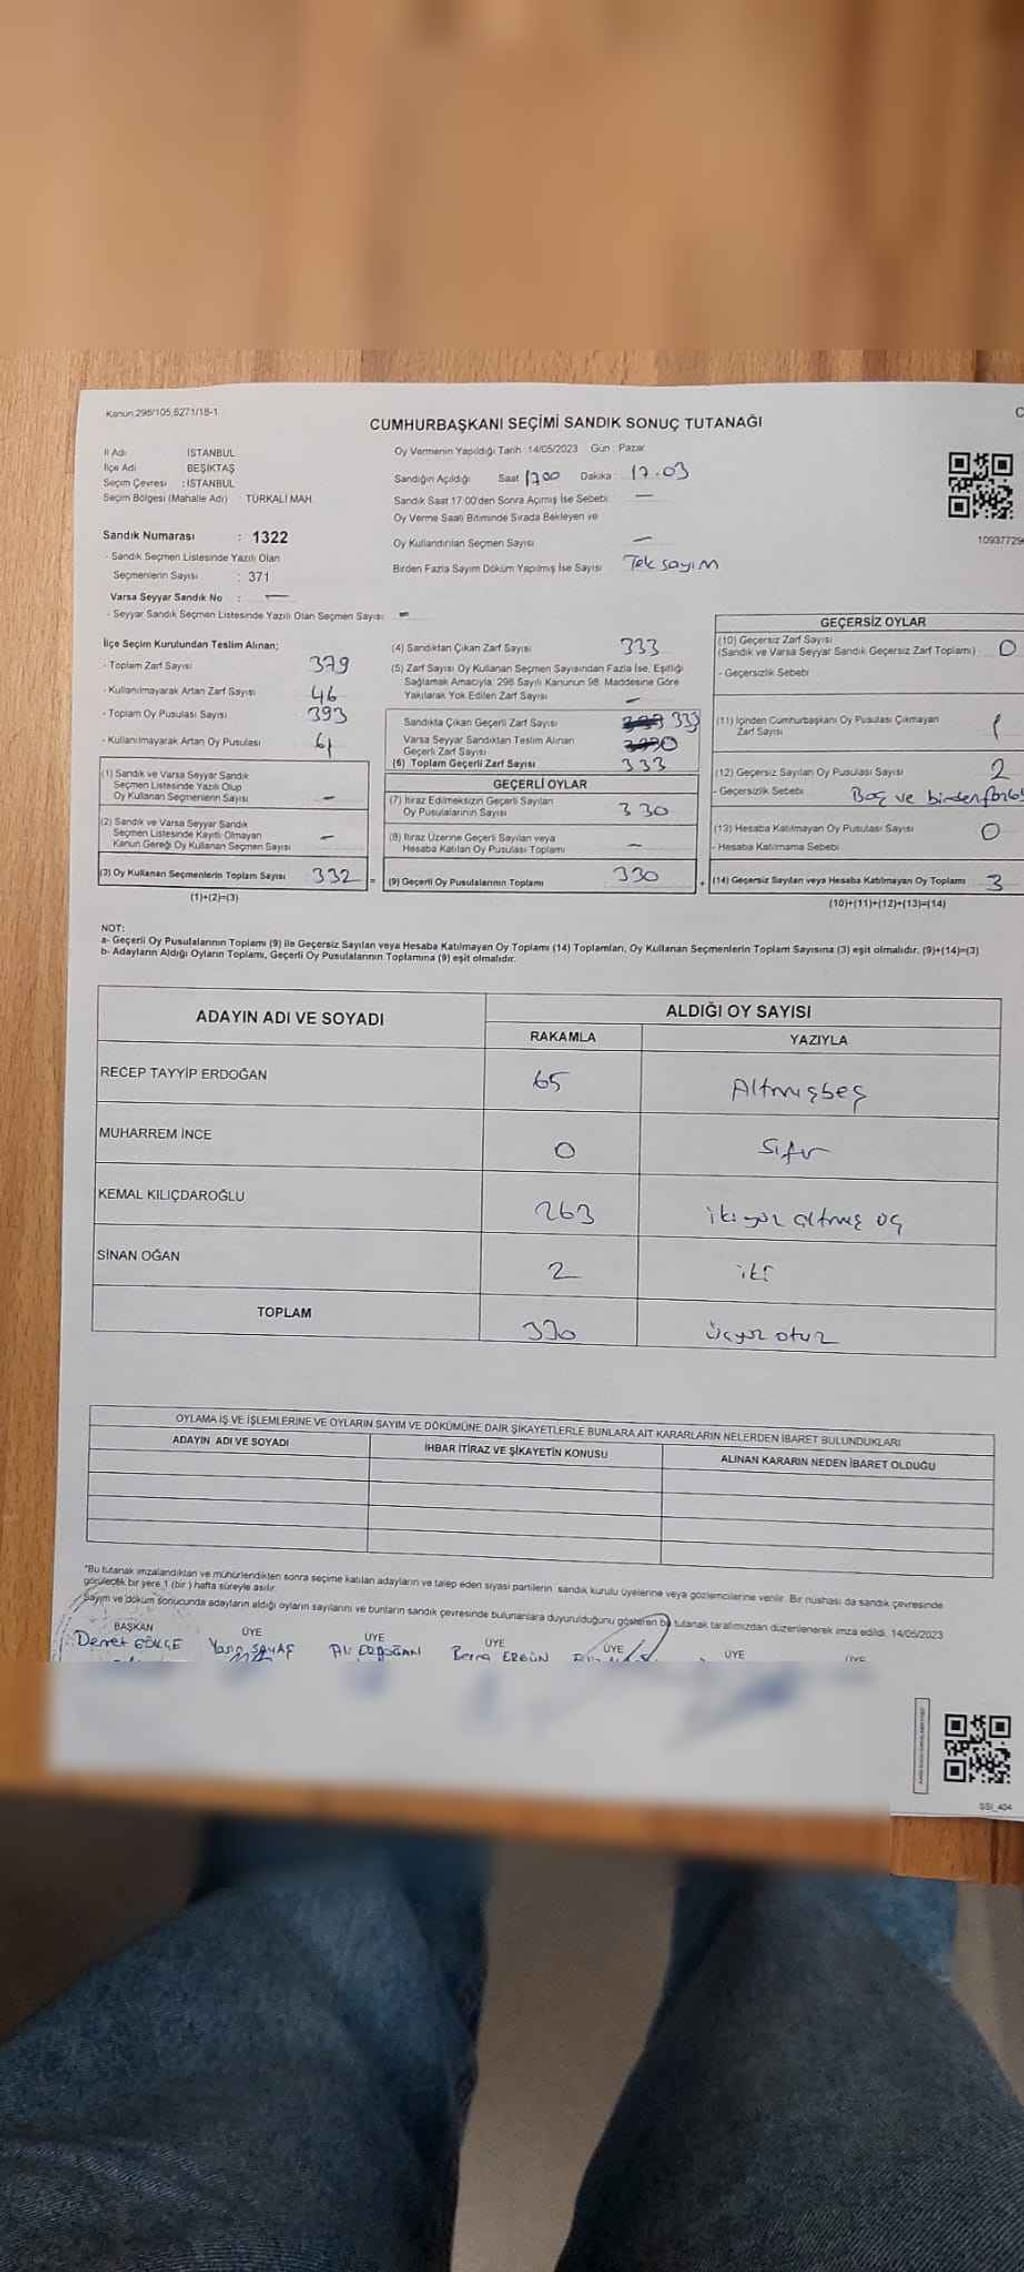 Kanun:298/105,6271/18-1
CUMHURBAŞKANI SEÇİMİ SANDIK SONUÇ TUTANAĞI
C
İl Adı İSTANBUL
İlçe Adı BEŞİKTAŞ
Seçim Çevresi : İSTANBUL
Seçim Bölgesi (Mahalle Adı) TÜRKALİ MAH.
Sandık Numarası : 1322
- Sandık Seçmen Listesinde Yazılı Olan
Seçmenlerin Sayısı : 371
Varsa Seyyar Sandık No : —
- Seyyar Sandık Seçmen Listesinde Yazılı Olan Seçmen Sayısı : -
Oy Vermenin Yapıldığı Tarih : 14/05/2023 Gün : Pazar
Sandığın Açıldığı Saat 1700 Dakika : 17.03
Sandık Saat 17:00'den Sonra Açılmış İse Sebebi: —
Oy Verme Saati Bitiminde Sırada Bekleyen ve
Oy Kullandırılan Seçmen Sayısı —
Birden Fazla Sayım Döküm Yapılmış İse Sayısı Tek sayım
10937729
İlçe Seçim Kurulundan Teslim Alınan;
- Toplam Zarf Sayısı 379
- Kullanılmayarak Artan Zarf Sayısı 46
- Toplam Oy Pusulası Sayısı 393
- Kullanılmayarak Artan Oy Pusulası 61
(1) Sandık ve Varsa Seyyar Sandık
Seçmen Listesinde Yazılı Olup
Oy Kullanan Seçmenlerin Sayısı —
(2) Sandık ve Varsa Seyyar Sandık
Seçmen Listesinde Kayıtlı Olmayan
Kanun Gereği Oy Kullanan Seçmen Sayısı —
(3) Oy Kullanan Seçmenlerin Toplam Sayısı 332 =
(1)+(2)=(3)
(4) Sandıktan Çıkan Zarf Sayısı 333
(5) Zarf Sayısı Oy Kullanan Seçmen Sayısından Fazla İse, Eşitliği
Sağlamak Amacıyla, 298 Sayılı Kanunun 98. Maddesine Göre
Yakılarak Yok Edilen Zarf Sayısı —
Sandıkta Çıkan Geçerli Zarf Sayısı 333
Varsa Seyyar Sandıktan Teslim Alınan
Geçerli Zarf Sayısı 0
(6) Toplam Geçerli Zarf Sayısı 333
GEÇERLİ OYLAR
(7) İtiraz Edilmeksizin Geçerli Sayılan
Oy Pusulalarının Sayısı 330
(8) İtiraz Üzerine Geçerli Sayılan veya
Hesaba Katılan Oy Pusulası Toplamı —
(9) Geçerli Oy Pusulalarının Toplamı 330 +
GEÇERSİZ OYLAR
(10) Geçersiz Zarf Sayısı
(Sandık ve Varsa Seyyar Sandık Geçersiz Zarf Toplamı) 0
- Geçersizlik Sebebi
(11) İçinden Cumhurbaşkanı Oy Pusulası Çıkmayan
Zarf Sayısı 1
(12) Geçersiz Sayılan Oy Pusulası Sayısı 2
- Geçersizlik Sebebi Boş ve birden fazla
(13) Hesaba Katılmayan Oy Pusulası Sayısı 0
- Hesaba Katılmama Sebebi
(14) Geçersiz Sayılan veya Hesaba Katılmayan Oy Toplamı 3
(10)+(11)+(12)+(13)=(14)
NOT:
a- Geçerli Oy Pusulalarının Toplamı (9) ile Geçersiz Sayılan veya Hesaba Katılmayan Oy Toplamı (14) Toplamları, Oy Kullanan Seçmenlerin Toplam Sayısına (3) eşit olmalıdır. (9)+(14)=(3)
b- Adayların Aldığı Oyların Toplamı, Geçerli Oy Pusulalarının Toplamına (9) eşit olmalıdır.
ADAYIN ADI VE SOYADI ALDIĞI OY SAYISI
RAKAMLA YAZIYLA
RECEP TAYYİP ERDOĞAN 65 Altmışbeş
MUHARREM İNCE 0 Sıfır
KEMAL KILIÇDAROĞLU 263 ikiyüz altmış üç
SİNAN OĞAN 2 iki
TOPLAM 330 üçyüz otuz
OYLAMA İŞ VE İŞLEMLERİNE VE OYLARIN SAYIM VE DÖKÜMÜNE DAİR ŞİKAYETLERLE BUNLARA AİT KARARLARIN NELERDEN İBARET BULUNDUKLARI
ADAYIN ADI VE SOYADI İHBAR İTİRAZ VE ŞİKAYETİN KONUSU ALINAN KARARIN NEDEN İBARET OLDUĞU
*Bu tutanak imzalandıktan ve mühürlendikten sonra seçime katılan adayların ve talep eden siyasi partilerin sandık kurulu üyelerine veya gözlemcilerine verilir. Bir nüshası da sandık çevresinde
görülecek bir yere 1 (bir ) hafta süreyle asılır.
Sayım ve döküm sonucunda adayların aldığı oyların sayılarını ve bunların sandık çevresinde bulunanlara duyurulduğunu gösteren bu tutanak tarafımızdan düzenlenerek imza edildi. 14/05/2023
BAŞKAN ÜYE ÜYE ÜYE ÜYE ÜYE ÜYE
GÖKÇE Ali ERDOĞAN Berra ERGÜN
SSI_404